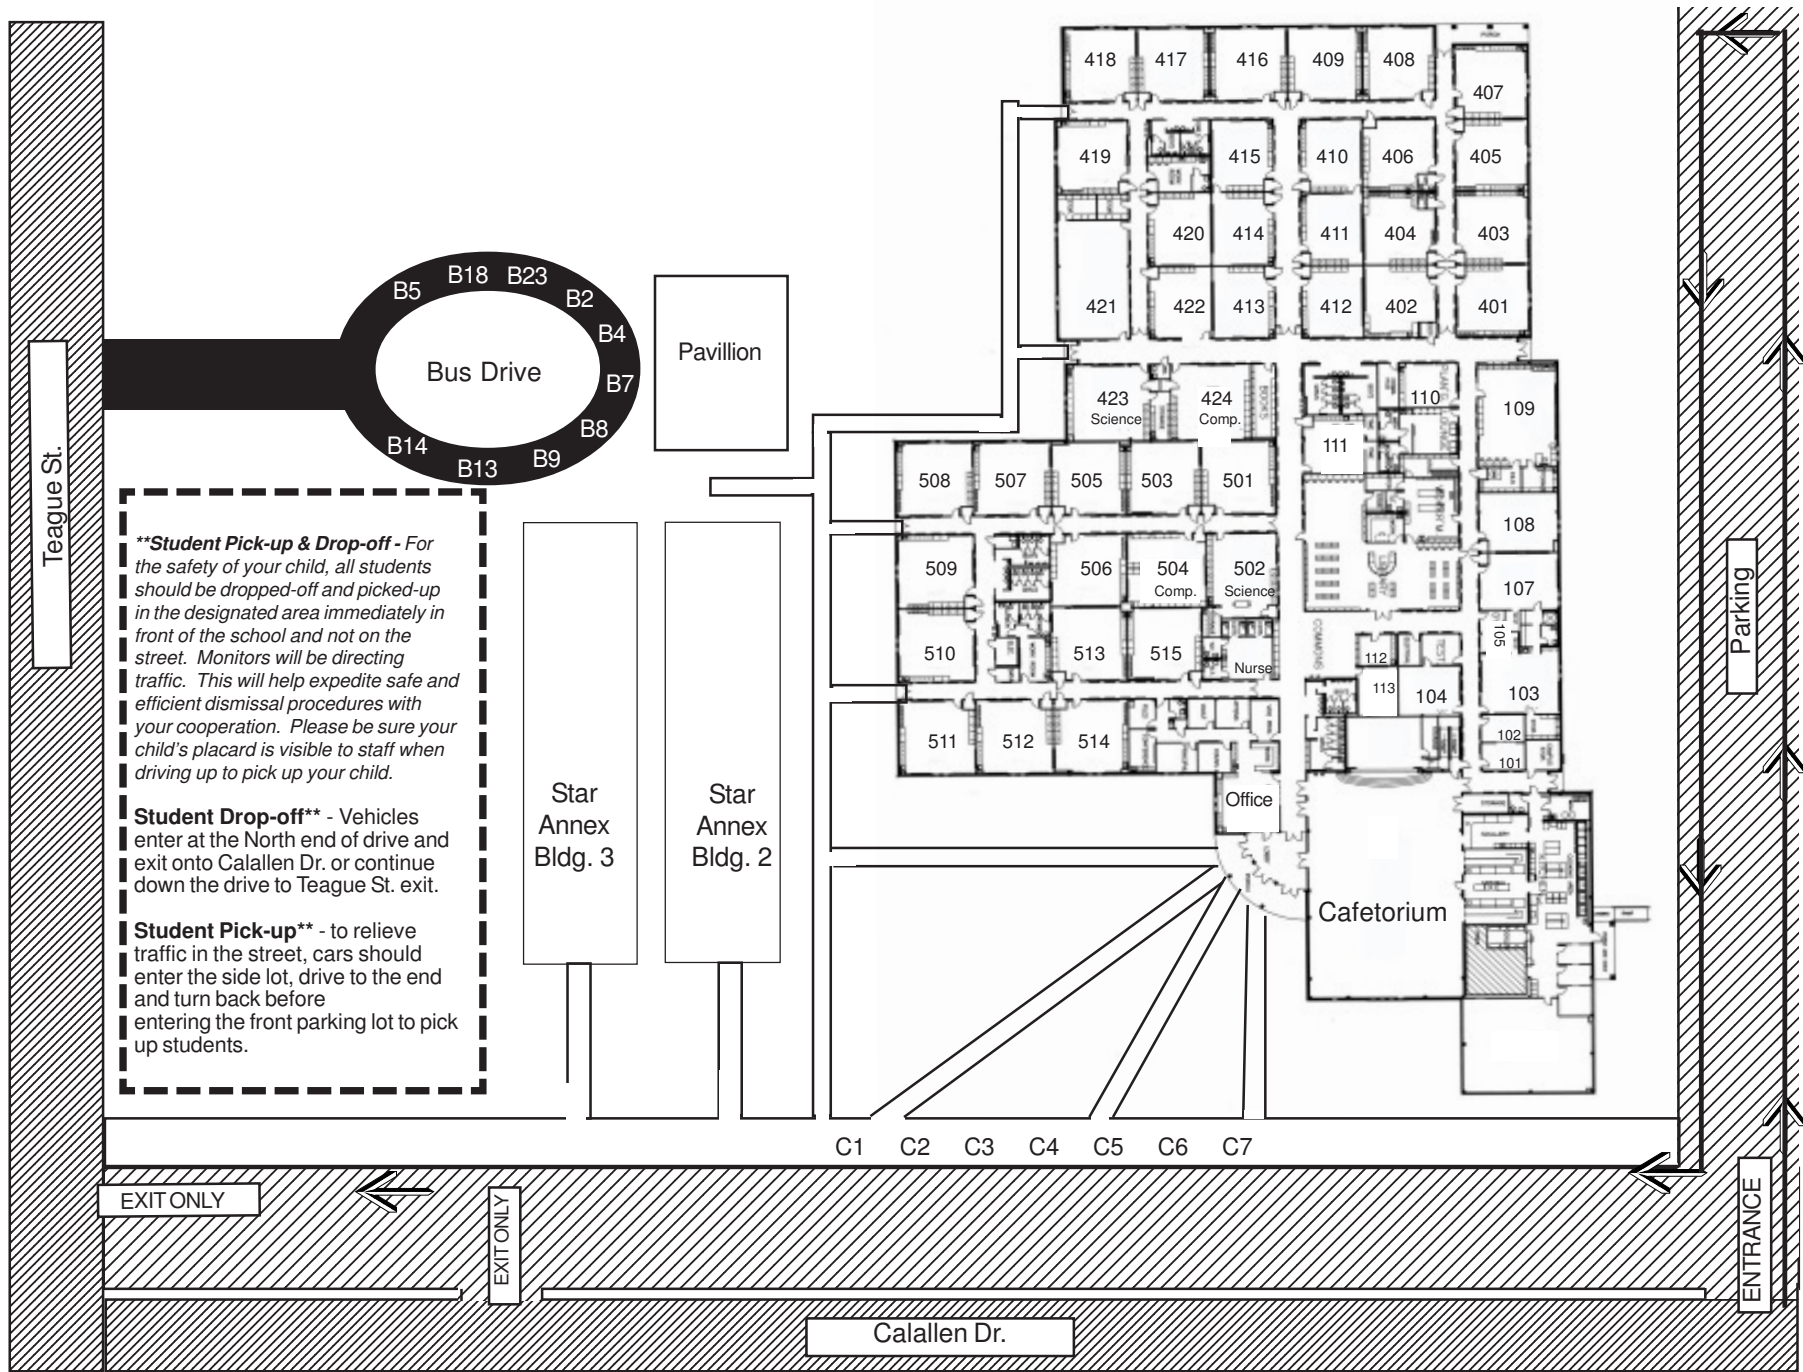 418 417 416 409 408
407
419 415 410 406 405
420 414 411 404 403
421 422 413 412 402 401
B18 B23
B5 B2
B4
Bus Drive
B7
B8
B14 B9
B13
Pavillion
423 424 110 109
Science Comp.
111
508 507 505 503 501
108
509 506 504 502 107
Comp. Science
105
COMMONS
510 513 515 Nurse
112
113 104 103
102
511 512 514
101
Office
Cafetorium
Teague St.
Parking
**Student Pick-up & Drop-off - For
the safety of your child, all students
should be dropped-off and picked-up
in the designated area immediately in
front of the school and not on the
street. Monitors will be directing
traffic. This will help expedite safe and
efficient dismissal procedures with
your cooperation. Please be sure your
child's placard is visible to staff when
driving up to pick up your child.
Student Drop-off** - Vehicles
enter at the North end of drive and
exit onto Calallen Dr. or continue
down the drive to Teague St. exit.
Student Pick-up** - to relieve
traffic in the street, cars should
enter the side lot, drive to the end
and turn back before
entering the front parking lot to pick
up students.
Star
Annex
Bldg. 3
Star
Annex
Bldg. 2
C1 C2 C3 C4 C5 C6 C7
EXIT ONLY
EXIT ONLY
ENTRANCE
Calallen Dr.